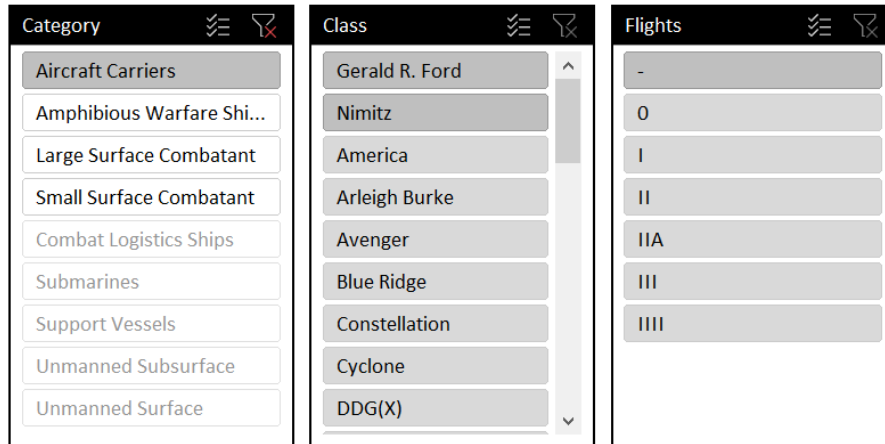 Category
Aircraft Carriers
Amphibious Warfare Shi...
Large Surface Combatant
Small Surface Combatant
Combat Logistics Ships
Submarines
Support Vessels
Unmanned Subsurface
Unmanned Surface
Class
Gerald R. Ford
Nimitz
America
Arleigh Burke
Avenger
Blue Ridge
Constellation
Cyclone
DDG(X)
Flights
-
0
I
II
IIA
III
IIII